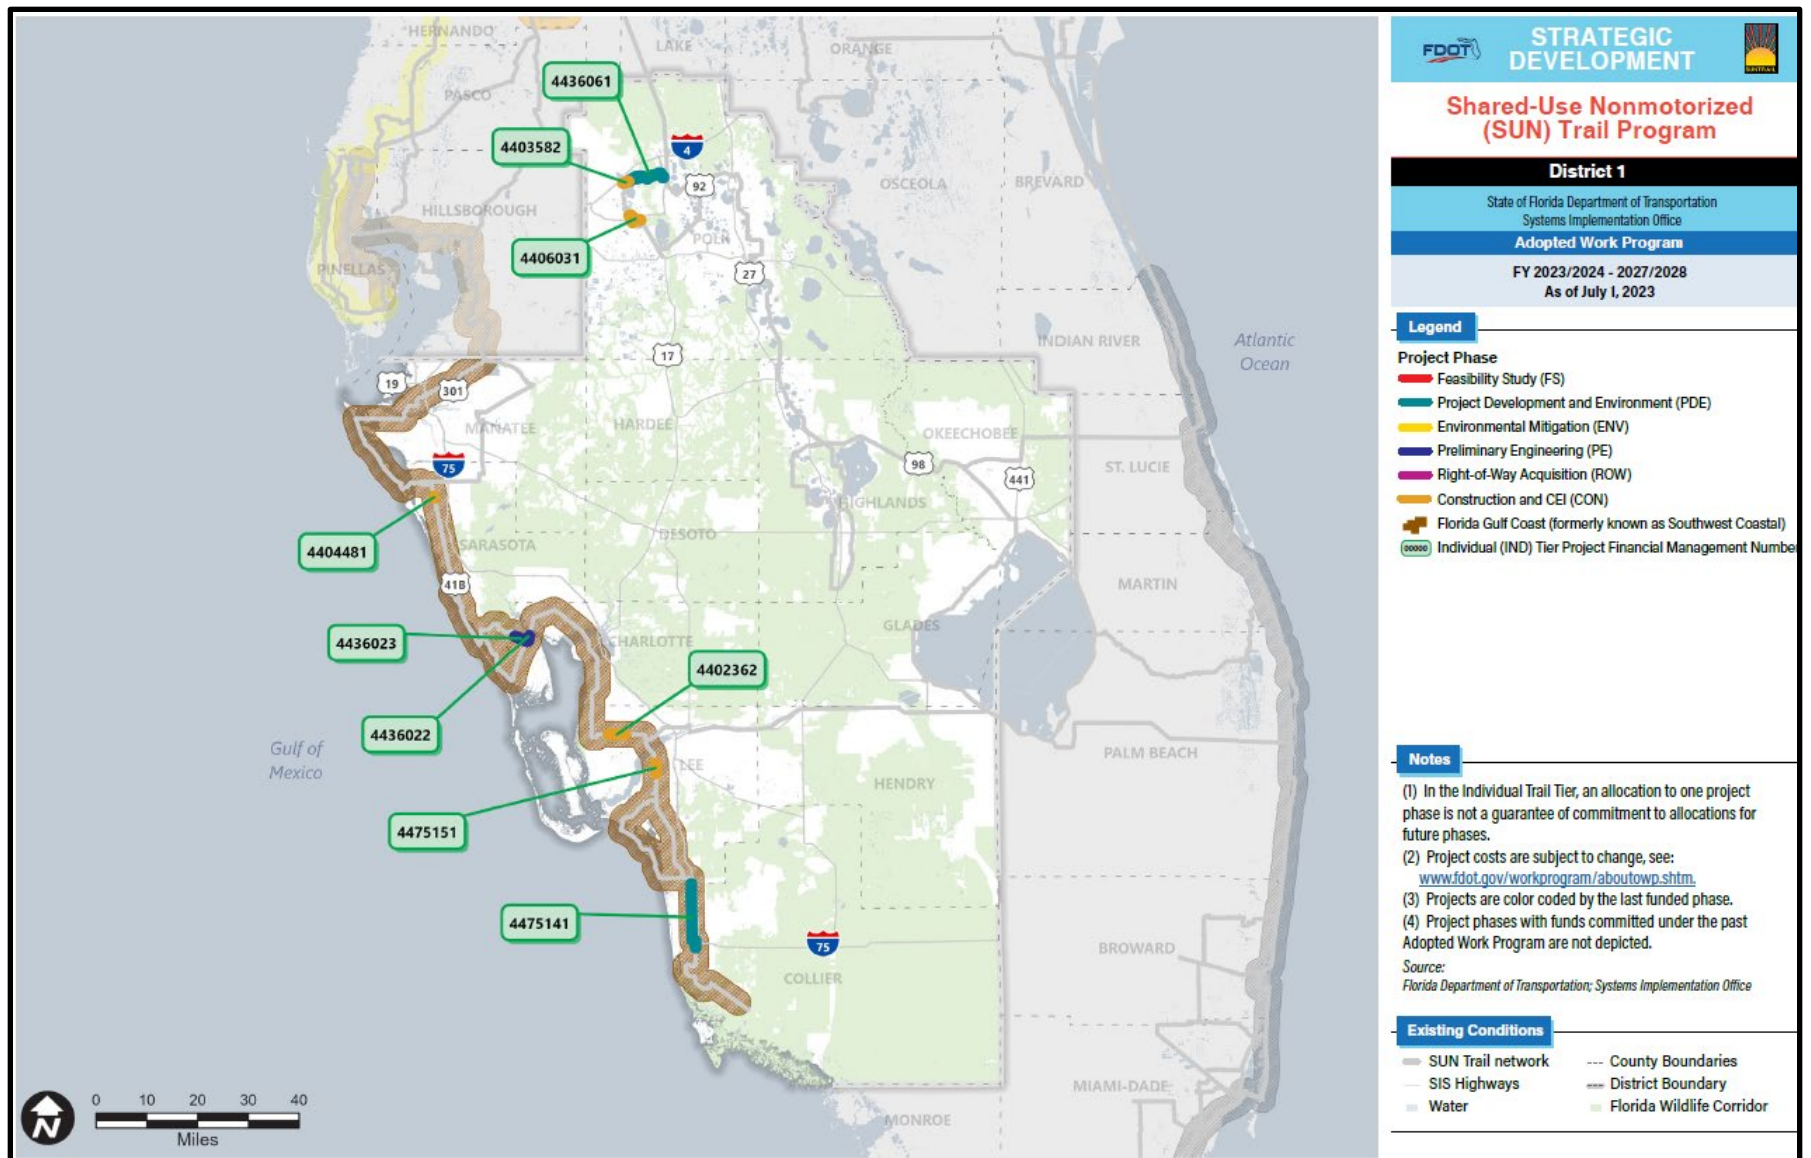 HERNANDO
LAKE
ORANGE
PASCO
4436061
4403582
4
92
OSCEOLA
BREVARD
HILLSBOROUGH
POLK
4406031
PINELLAS
27
INDIAN RIVER
Atlantic
Ocean
17
19
301
MANATEE
HARDEE
OKEECHOBEE
75
98
ST. LUCIE
441
HIGHLANDS
DESOTO
4404481
SARASOTA
41B
MARTIN
4436023
CHARLOTTE
GLADES
4402362
4436022
Gulf of
Mexico
LEE
PALM BEACH
HENDRY
4475151
4475141
75
BROWARD
COLLIER
MIAMI-DADE
MONROE
N
0 10 20 30 40
Miles
FDOT
STRATEGIC
DEVELOPMENT
SUNTRAIL
Shared-Use Nonmotorized
(SUN) Trail Program
District 1
State of Florida Department of Transportation
Systems Implementation Office
Adopted Work Program
FY 2023/2024 - 2027/2028
As of July 1, 2023
Legend
Project Phase
Feasibility Study (FS)
Project Development and Environment (PDE)
Environmental Mitigation (ENV)
Preliminary Engineering (PE)
Right-of-Way Acquisition (ROW)
Construction and CEI (CON)
Florida Gulf Coast (formerly known as Southwest Coastal)
00000 Individual (IND) Tier Project Financial Management Number
Notes
(1) In the Individual Trail Tier, an allocation to one project
phase is not a guarantee of commitment to allocations for
future phases.
(2) Project costs are subject to change, see:
www.fdot.gov/workprogram/aboutowp.shtm.
(3) Projects are color coded by the last funded phase.
(4) Project phases with funds committed under the past
Adopted Work Program are not depicted.
Source:
Florida Department of Transportation; Systems Implementation Office
Existing Conditions
SUN Trail network
SIS Highways
Water
County Boundaries
District Boundary
Florida Wildlife Corridor